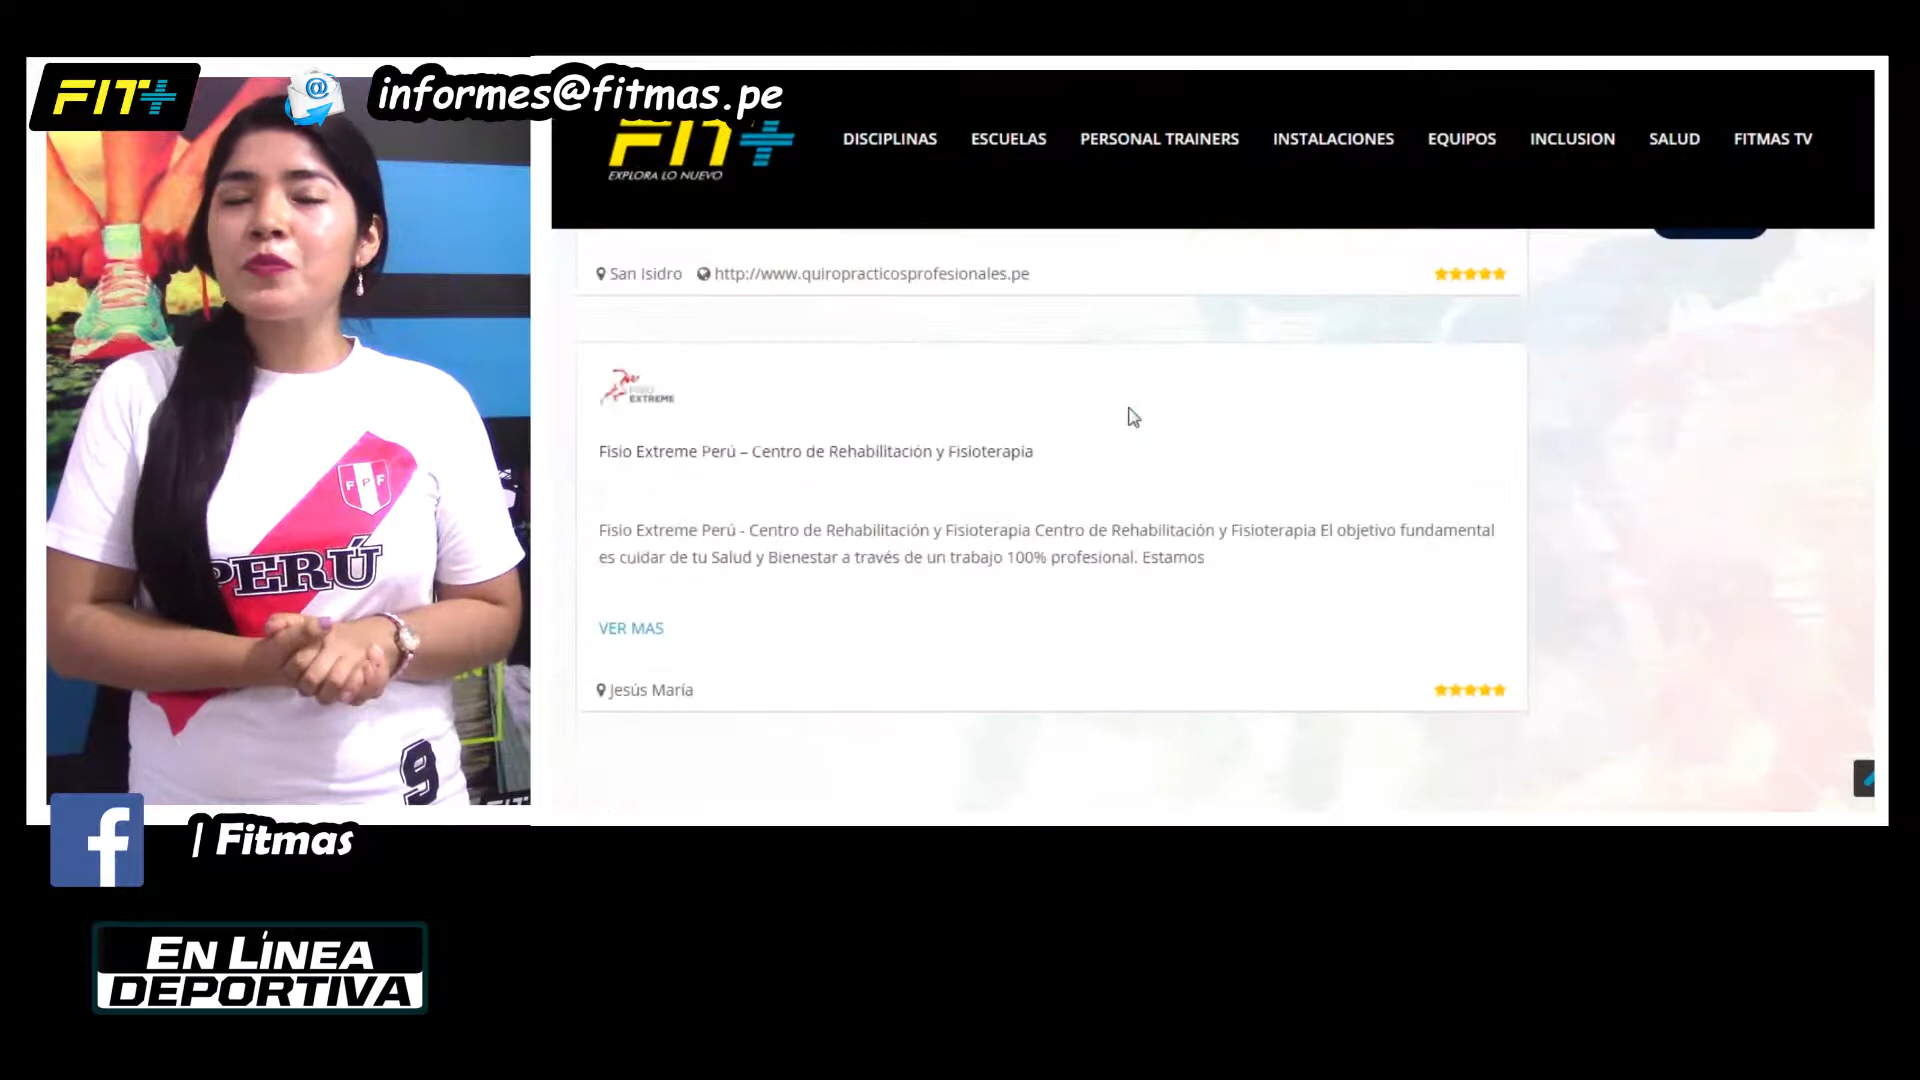 FIT+
informes@fitmas.pe
FIT+
EXPLORA LO NUEVO
DISCIPLINAS ESCUELAS PERSONAL TRAINERS INSTALACIONES EQUIPOS INCLUSION SALUD FITMAS TV
San Isidro http://www.quiropracticosprofesionales.pe
FISIO
EXTREME
Fisio Extreme Perú – Centro de Rehabilitación y Fisioterapia
Fisio Extreme Perú - Centro de Rehabilitación y Fisioterapia Centro de Rehabilitación y Fisioterapia El objetivo fundamental
es cuidar de tu Salud y Bienestar a través de un trabajo 100% profesional. Estamos
VER MAS
Jesús María
FPF
PERÚ
9
f | Fitmas
EN LÍNEA
DEPORTIVA